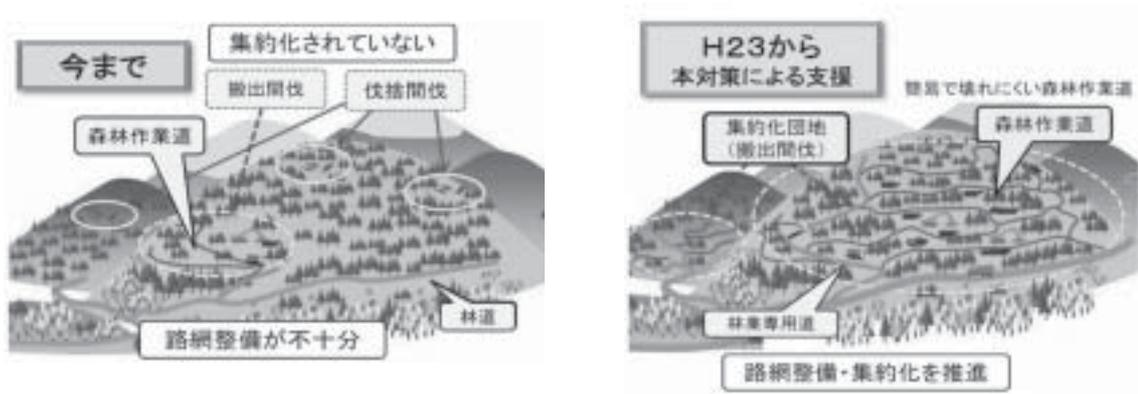 今まで
集約化されていない
搬出間伐
伐捨間伐
森林作業道
林道
路網整備が不十分
H23から
本対策による支援
簡易で壊れにくい森林作業道
集約化団地
(搬出間伐)
森林作業道
林業専用道
路網整備・集約化を推進